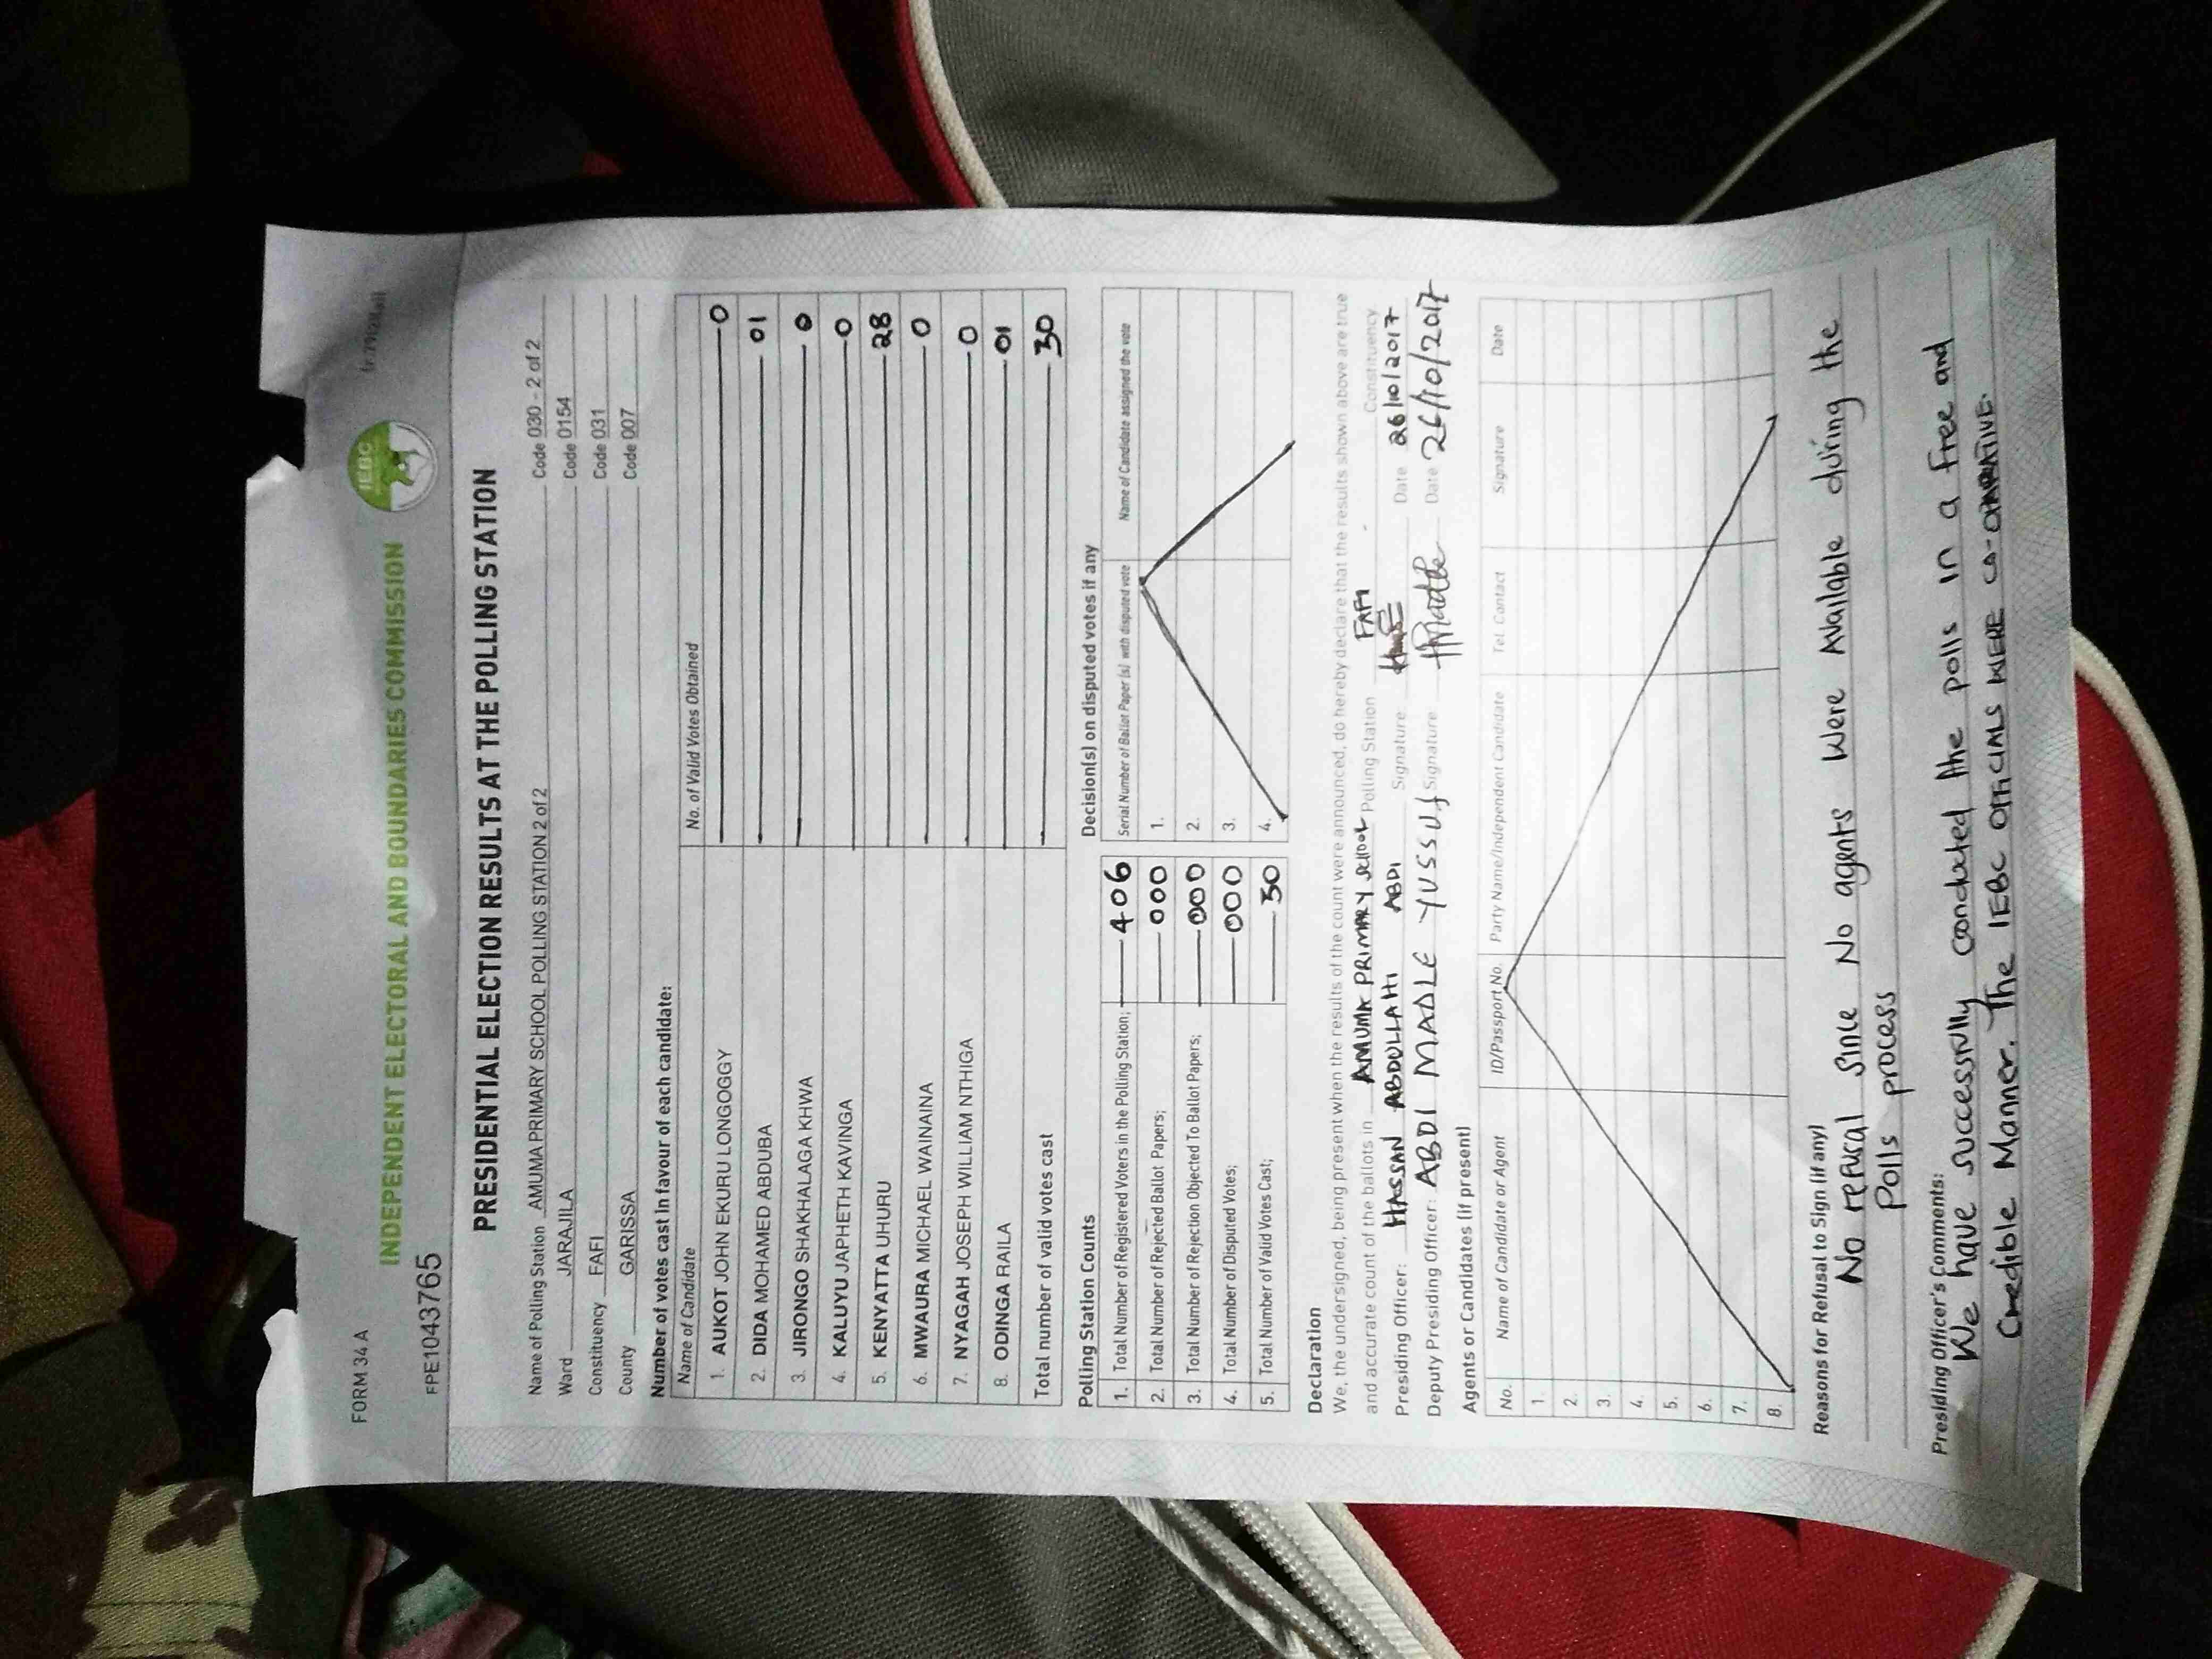 FORM 34 A
INDEPENDENT ELECTORAL AND BOUNDARIES COMMISSION
IEBC
FPE1043765
PRESIDENTIAL ELECTION RESULTS AT THE POLLING STATION
Name of Polling Station AMUMA PRIMARY SCHOOL POLLING STATION 2 of 2 Code 030 - 2 of 2
Ward JARAJILA Code 0154
Constituency FAFI Code 031
County GARISSA Code 007
Number of votes cast in favour of each candidate:
Name of Candidate No. of Valid Votes Obtained
1. AUKOT JOHN EKURU LONGOGGY 0
2. DIDA MOHAMED ABDUBA 01
3. JIRONGO SHAKHALAGA KHWA 0
4. KALUYU JAPHETH KAVINGA 0
5. KENYATTA UHURU 28
6. MWAURA MICHAEL WAINAINA 0
7. NYAGAH JOSEPH WILLIAM NTHIGA 0
8. ODINGA RAILA 01
Total number of valid votes cast 30
Polling Station Counts
1. Total Number of Registered Voters in the Polling Station; 406
2. Total Number of Rejected Ballot Papers; 000
3. Total Number of Rejection Objected To Ballot Papers; 000
4. Total Number of Disputed Votes; 000
5. Total Number of Valid Votes Cast; 30
Decision(s) on disputed votes if any
Serial Number of Ballot Paper (s) with disputed vote Name of Candidate assigned the vote
1.
2.
3.
4.
Declaration
We, the undersigned, being present when the results of the count were announced, do hereby declare that the results shown above are true
and accurate count of the ballots in AMUMA PRIMARY SCHOOL Polling Station FAFI Constituency
Presiding Officer: HASSAN ABDULLAHI ABDI Signature Date 26/10/2017
Deputy Presiding Officer: ABDI MADLE YUSSUF Signature Date 26/10/2017
Agents or Candidates (if present)
No. Name of Candidate or Agent ID/Passport No. Party Name/Independent Candidate Tel. Contact Signature Date
1.
2.
3.
4.
5.
6.
7.
8.
Reasons for Refusal to Sign (if any)
No refusal since No agents were Available during the
Polls process
Presiding Officer's Comments:
We have successfully conducted the polls in a free and
Credible Manner. The IEBC OFFICIALS WERE CO-OPARATIVE.